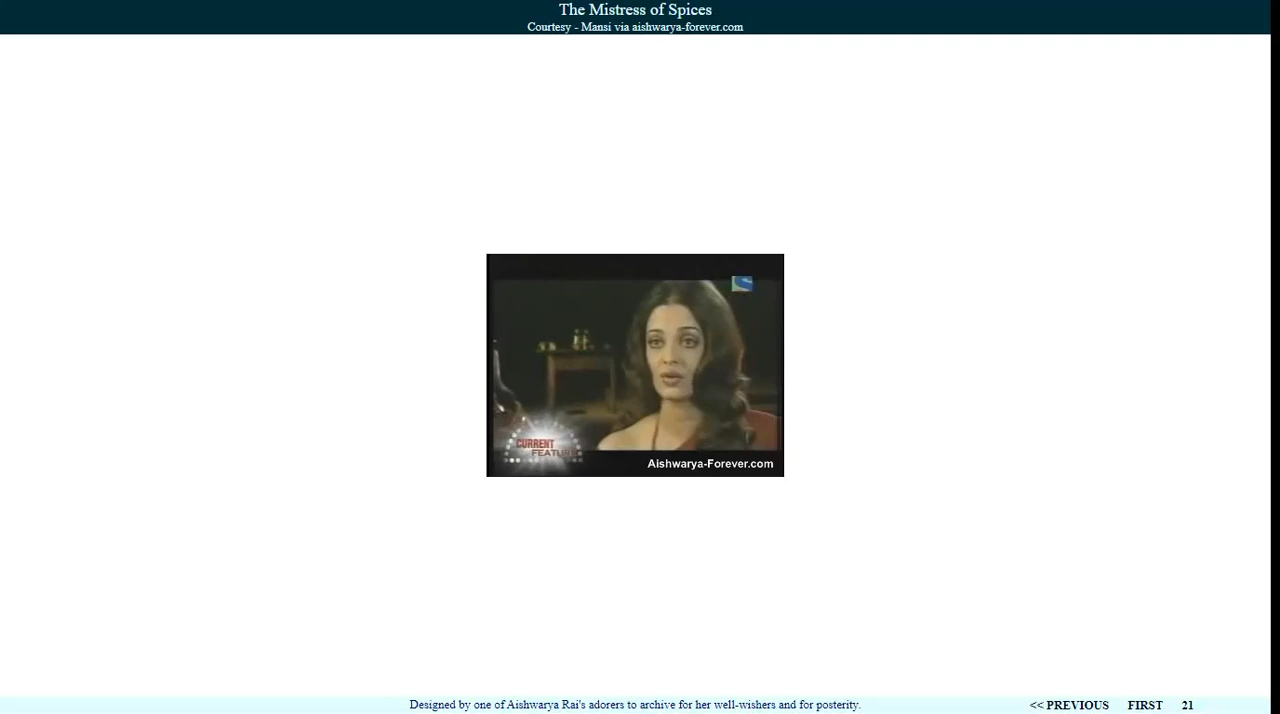 The Mistress of Spices
Courtesy - Mansi via aishwarya-forever.com
CURRENT
FEATURE
Aishwarya-Forever.com
Designed by one of Aishwarya Rai's adorers to archive for her well-wishers and for posterity.
<< PREVIOUS FIRST 21